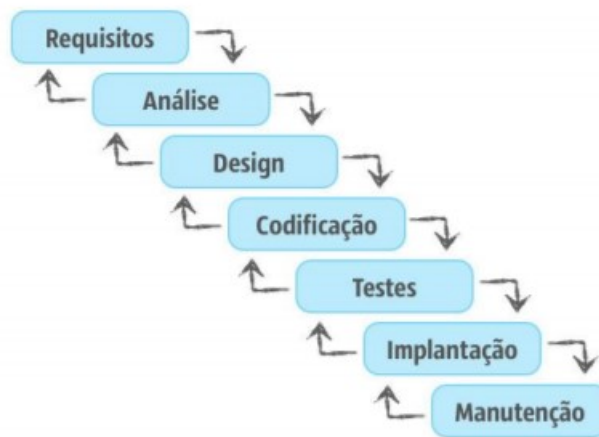 Requisitos
Análise
Design
Codificação
Testes
Implantação
Manutenção